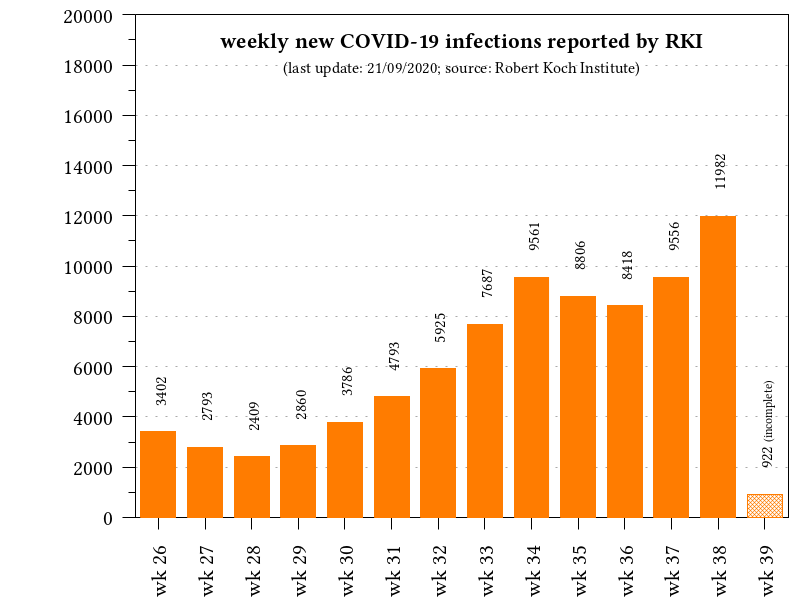 weekly new COVID-19 infections reported by RKI
(last update: 21/09/2020; source: Robert Koch Institute)
20000
18000
16000
14000
12000
10000
8000
6000
4000
2000
0
3402
2793
2409
2860
3786
4793
5925
7687
9561
8806
8418
9556
11982
922 (incomplete)
wk 26
wk 27
wk 28
wk 29
wk 30
wk 31
wk 32
wk 33
wk 34
wk 35
wk 36
wk 37
wk 38
wk 39